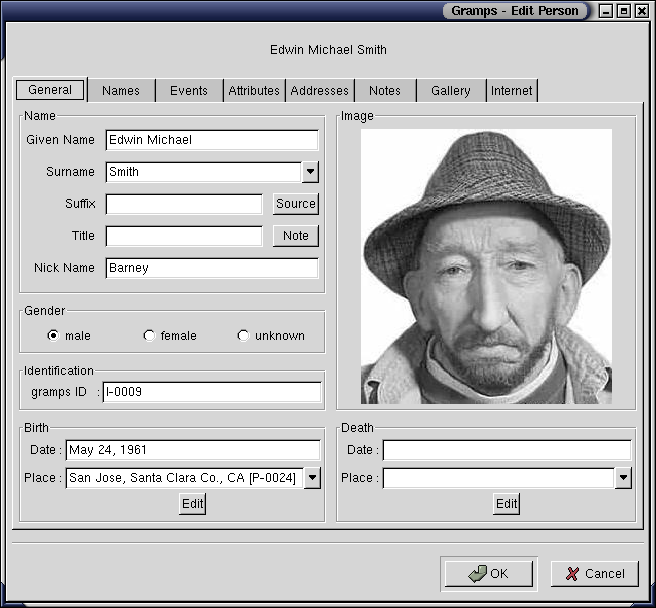 Gramps - Edit Person
Edwin Michael Smith
General Names Events Attributes Addresses Notes Gallery Internet
Name
Given Name Edwin Michael
Surname Smith
Suffix Source
Title Note
Nick Name Barney
Gender
male female unknown
Identification
gramps ID : I-0009
Image
Birth
Date : May 24, 1961
Place : San Jose, Santa Clara Co., CA [P-0024]
Edit
Death
Date :
Place :
Edit
OK Cancel